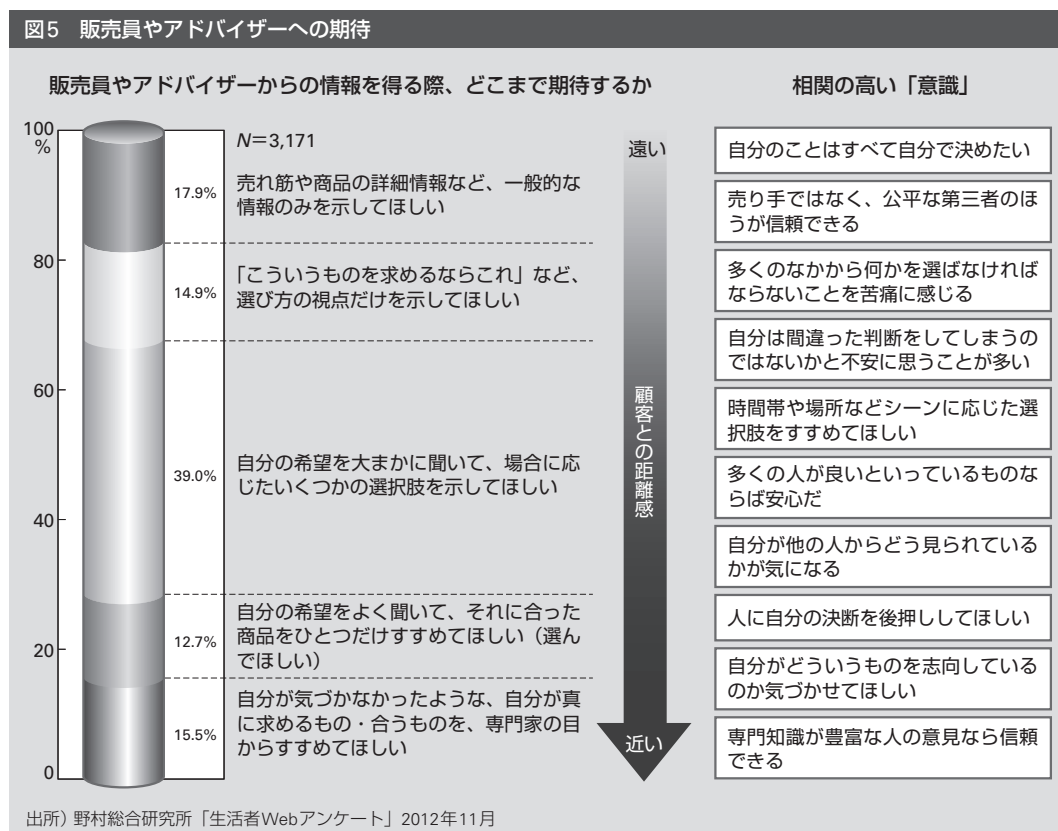 図5 販売員やアドバイザーへの期待
販売員やアドバイザーからの情報を得る際、どこまで期待するか
相関の高い「意識」
100
%
80
60
40
20
0
N＝3,171
17.9%
売れ筋や商品の詳細情報など、一般的な
情報のみを示してほしい
14.9%
「こういうものを求めるならこれ」など、
選び方の視点だけを示してほしい
39.0%
自分の希望を大まかに聞いて、場合に応
じたいくつかの選択肢を示してほしい
12.7%
自分の希望をよく聞いて、それに合った
商品をひとつだけすすめてほしい（選ん
でほしい）
15.5%
自分が気づかなかったような、自分が真
に求めるもの・合うものを、専門家の目
からすすめてほしい
遠い
顧客との距離感
近い
自分のことはすべて自分で決めたい
売り手ではなく、公平な第三者のほ
うが信頼できる
多くのなかから何かを選ばなければ
ならないことを苦痛に感じる
自分は間違った判断をしてしまうの
ではないかと不安に思うことが多い
時間帯や場所などシーンに応じた選
択肢をすすめてほしい
多くの人が良いといっているものな
らば安心だ
自分が他の人からどう見られている
かが気になる
人に自分の決断を後押ししてほしい
自分がどういうものを志向している
のか気づかせてほしい
専門知識が豊富な人の意見なら信頼
できる
出所）野村総合研究所「生活者Webアンケート」2012年11月